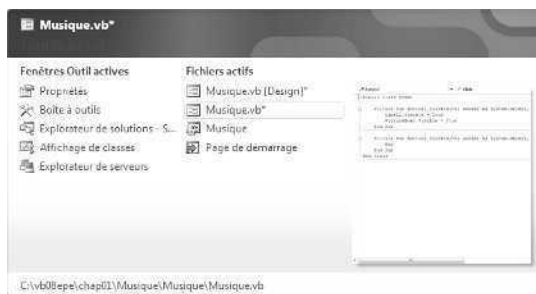 Musique.vb*
Fenêtres Outil actives
Propriétés
Boîte à outils
Explorateur de solutions - S...
Affichage de classes
Explorateur de serveurs
Fichiers actifs
Musique.vb [Design]*
Musique.vb*
Musique
Page de démarrage
C:\vb08epe\chap01\Musique\Musique\Musique.vb